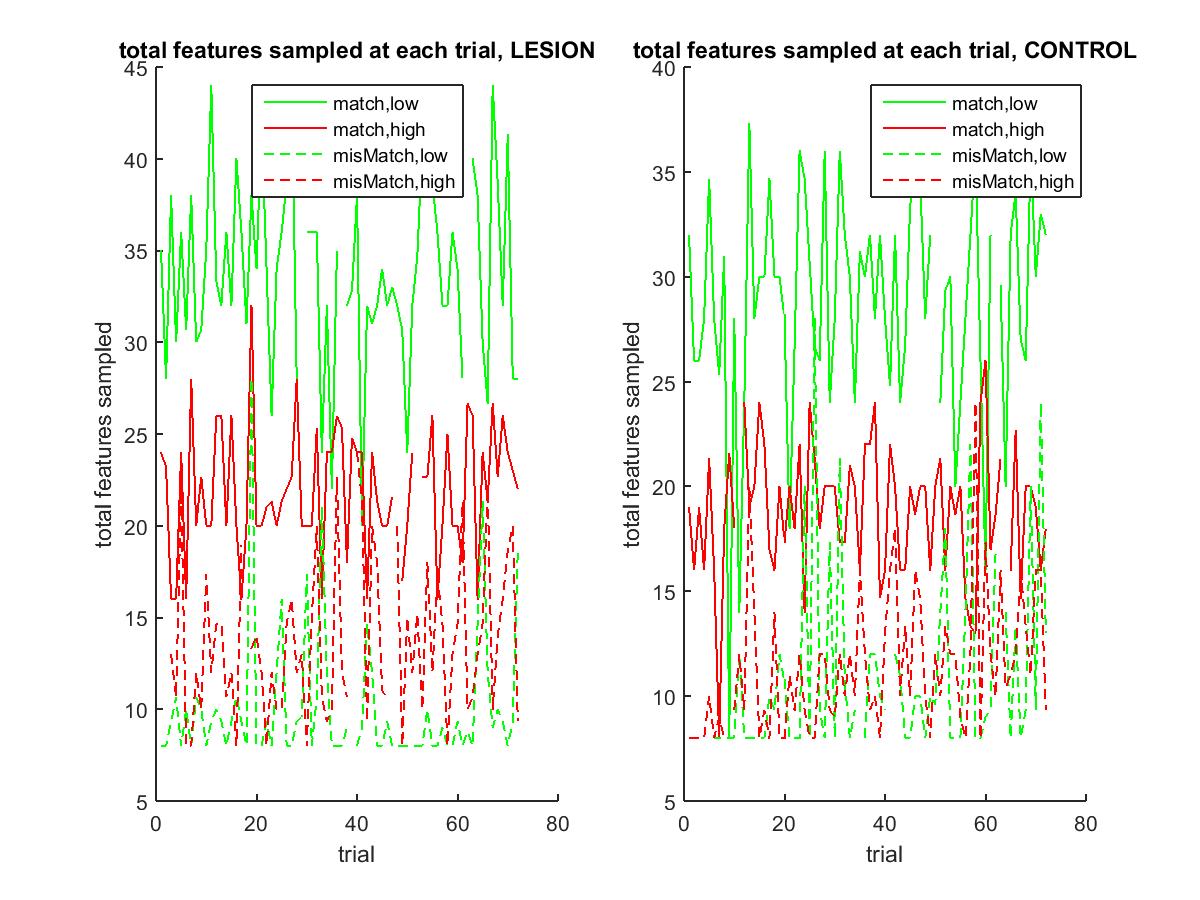 total features sampled at each trial, LESION
45
40
35
30
25
20
15
10
5
0
20
40
60
80
total features sampled
trial
match,low
match,high
misMatch,low
misMatch,high
total features sampled at each trial, CONTROL
40
35
30
25
20
15
10
5
0
20
40
60
80
total features sampled
trial
match,low
match,high
misMatch,low
misMatch,high